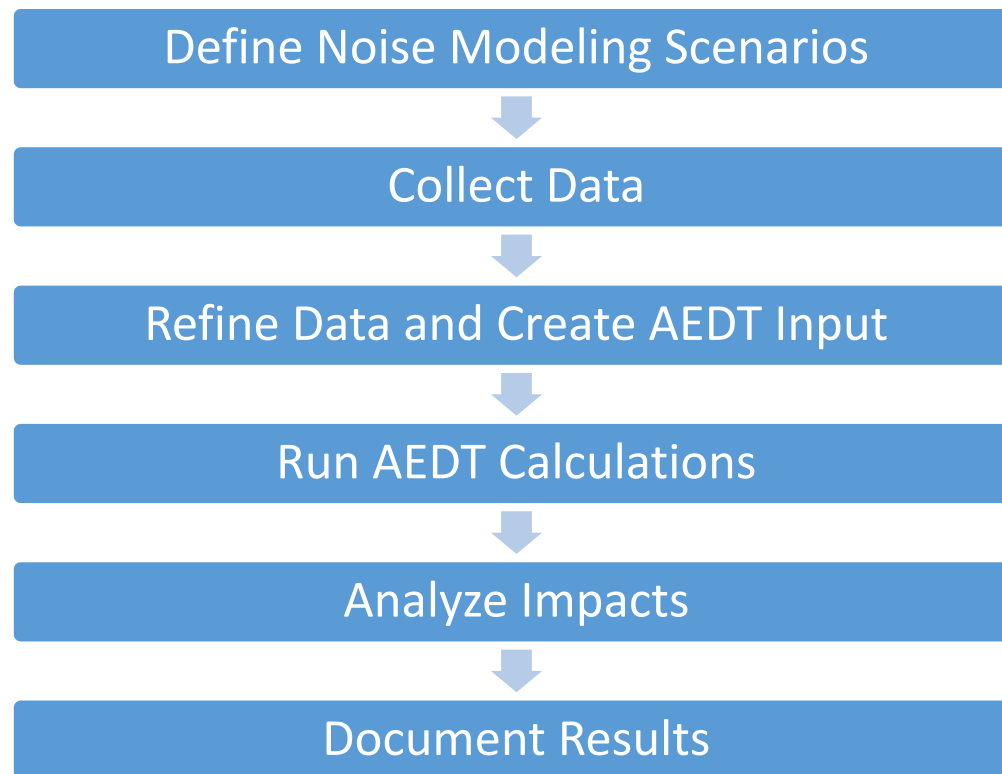 Define Noise Modeling Scenarios
Collect Data
Refine Data and Create AEDT Input
Run AEDT Calculations
Analyze Impacts
Document Results